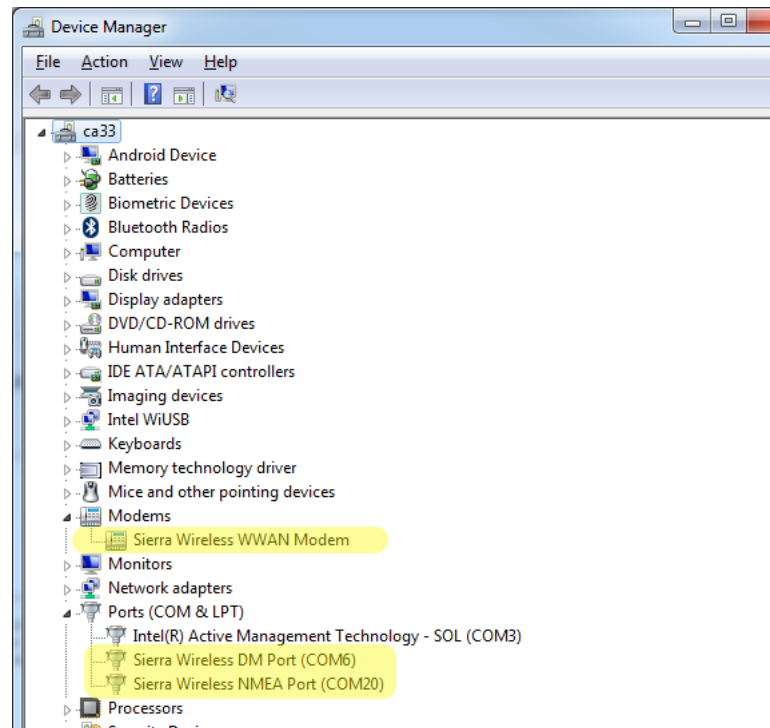 Device Manager
File Action View Help
ca33
Android Device
Batteries
Biometric Devices
Bluetooth Radios
Computer
Disk drives
Display adapters
DVD/CD-ROM drives
Human Interface Devices
IDE ATA/ATAPI controllers
Imaging devices
Intel WiUSB
Keyboards
Memory technology driver
Mice and other pointing devices
Modems
Sierra Wireless WWAN Modem
Monitors
Network adapters
Ports (COM & LPT)
Intel(R) Active Management Technology - SOL (COM3)
Sierra Wireless DM Port (COM6)
Sierra Wireless NMEA Port (COM20)
Processors